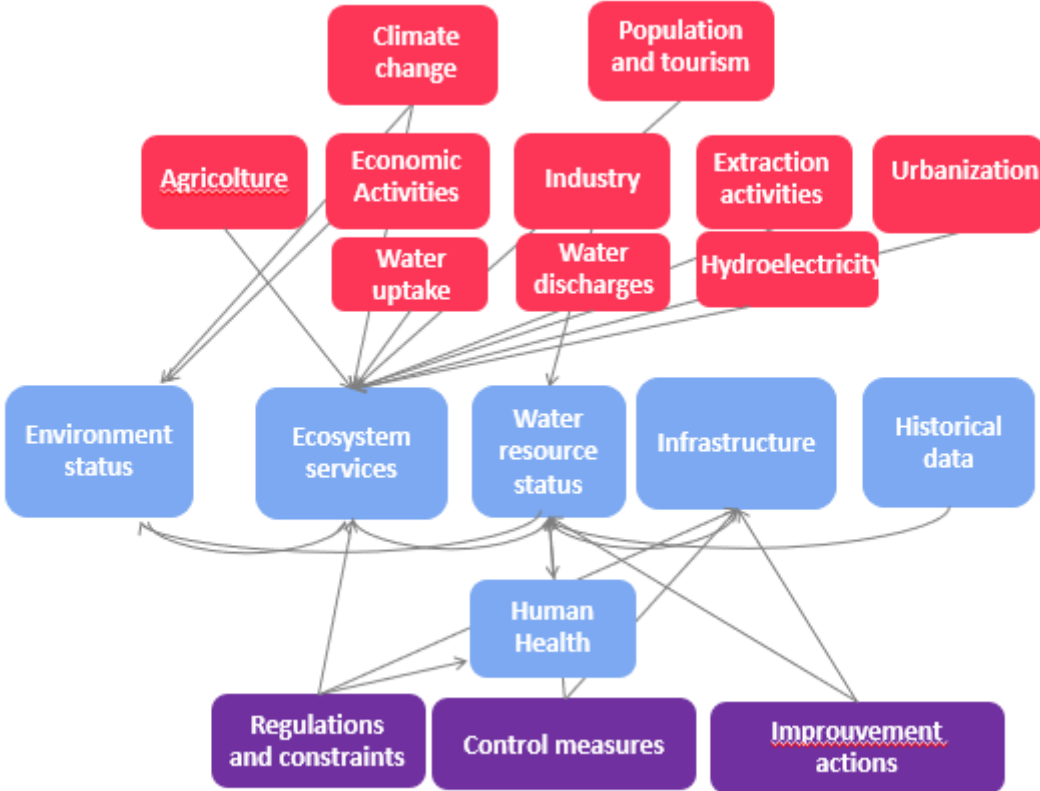 Climate
change
Population
and tourism
Agricolture
Economic
Activities
Industry
Extraction
activities
Urbanization
Water
uptake
Water
discharges
Hydroelectricity
Environment
status
Ecosystem
services
Water
resource
status
Infrastructure
Historical
data
Human
Health
Regulations
and constraints
Control measures
Improuvement
actions